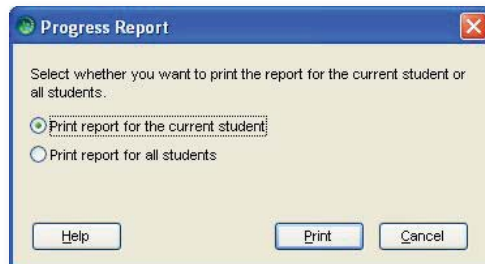 Progress Report
Select whether you want to print the report for the current student or
all students.
Print report for the current student
Print report for all students
Help
Print
Cancel